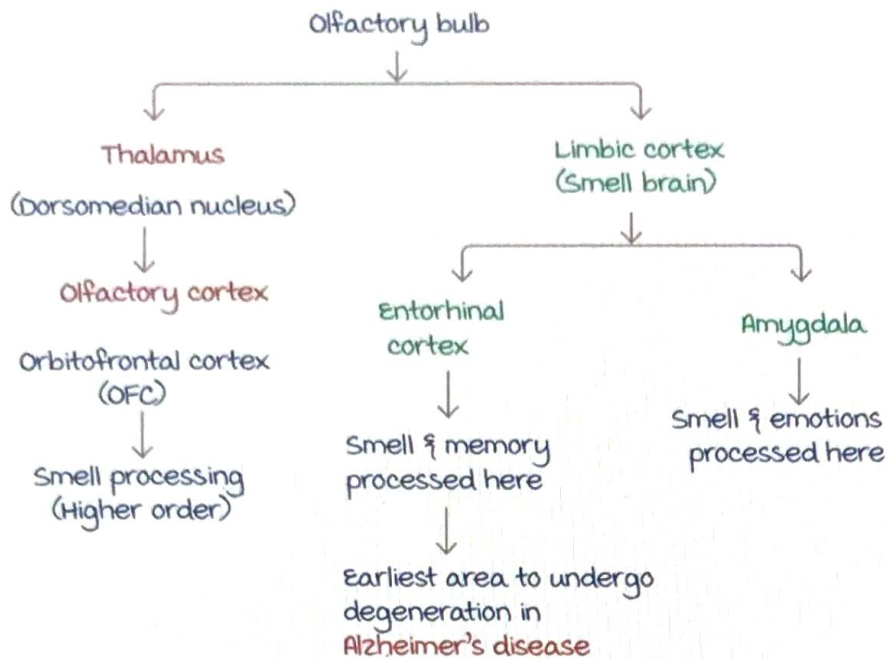 Olfactory bulb
Thalamus
(Dorsomedian nucleus)
Olfactory cortex
Orbitofrontal cortex
(OFC)
Smell processing
(Higher order)
Limbic cortex
(Smell brain)
Entorhinal
cortex
Smell & memory
processed here
Earliest area to undergo
degeneration in
Alzheimer's disease
Amygdala
Smell & emotions
processed here